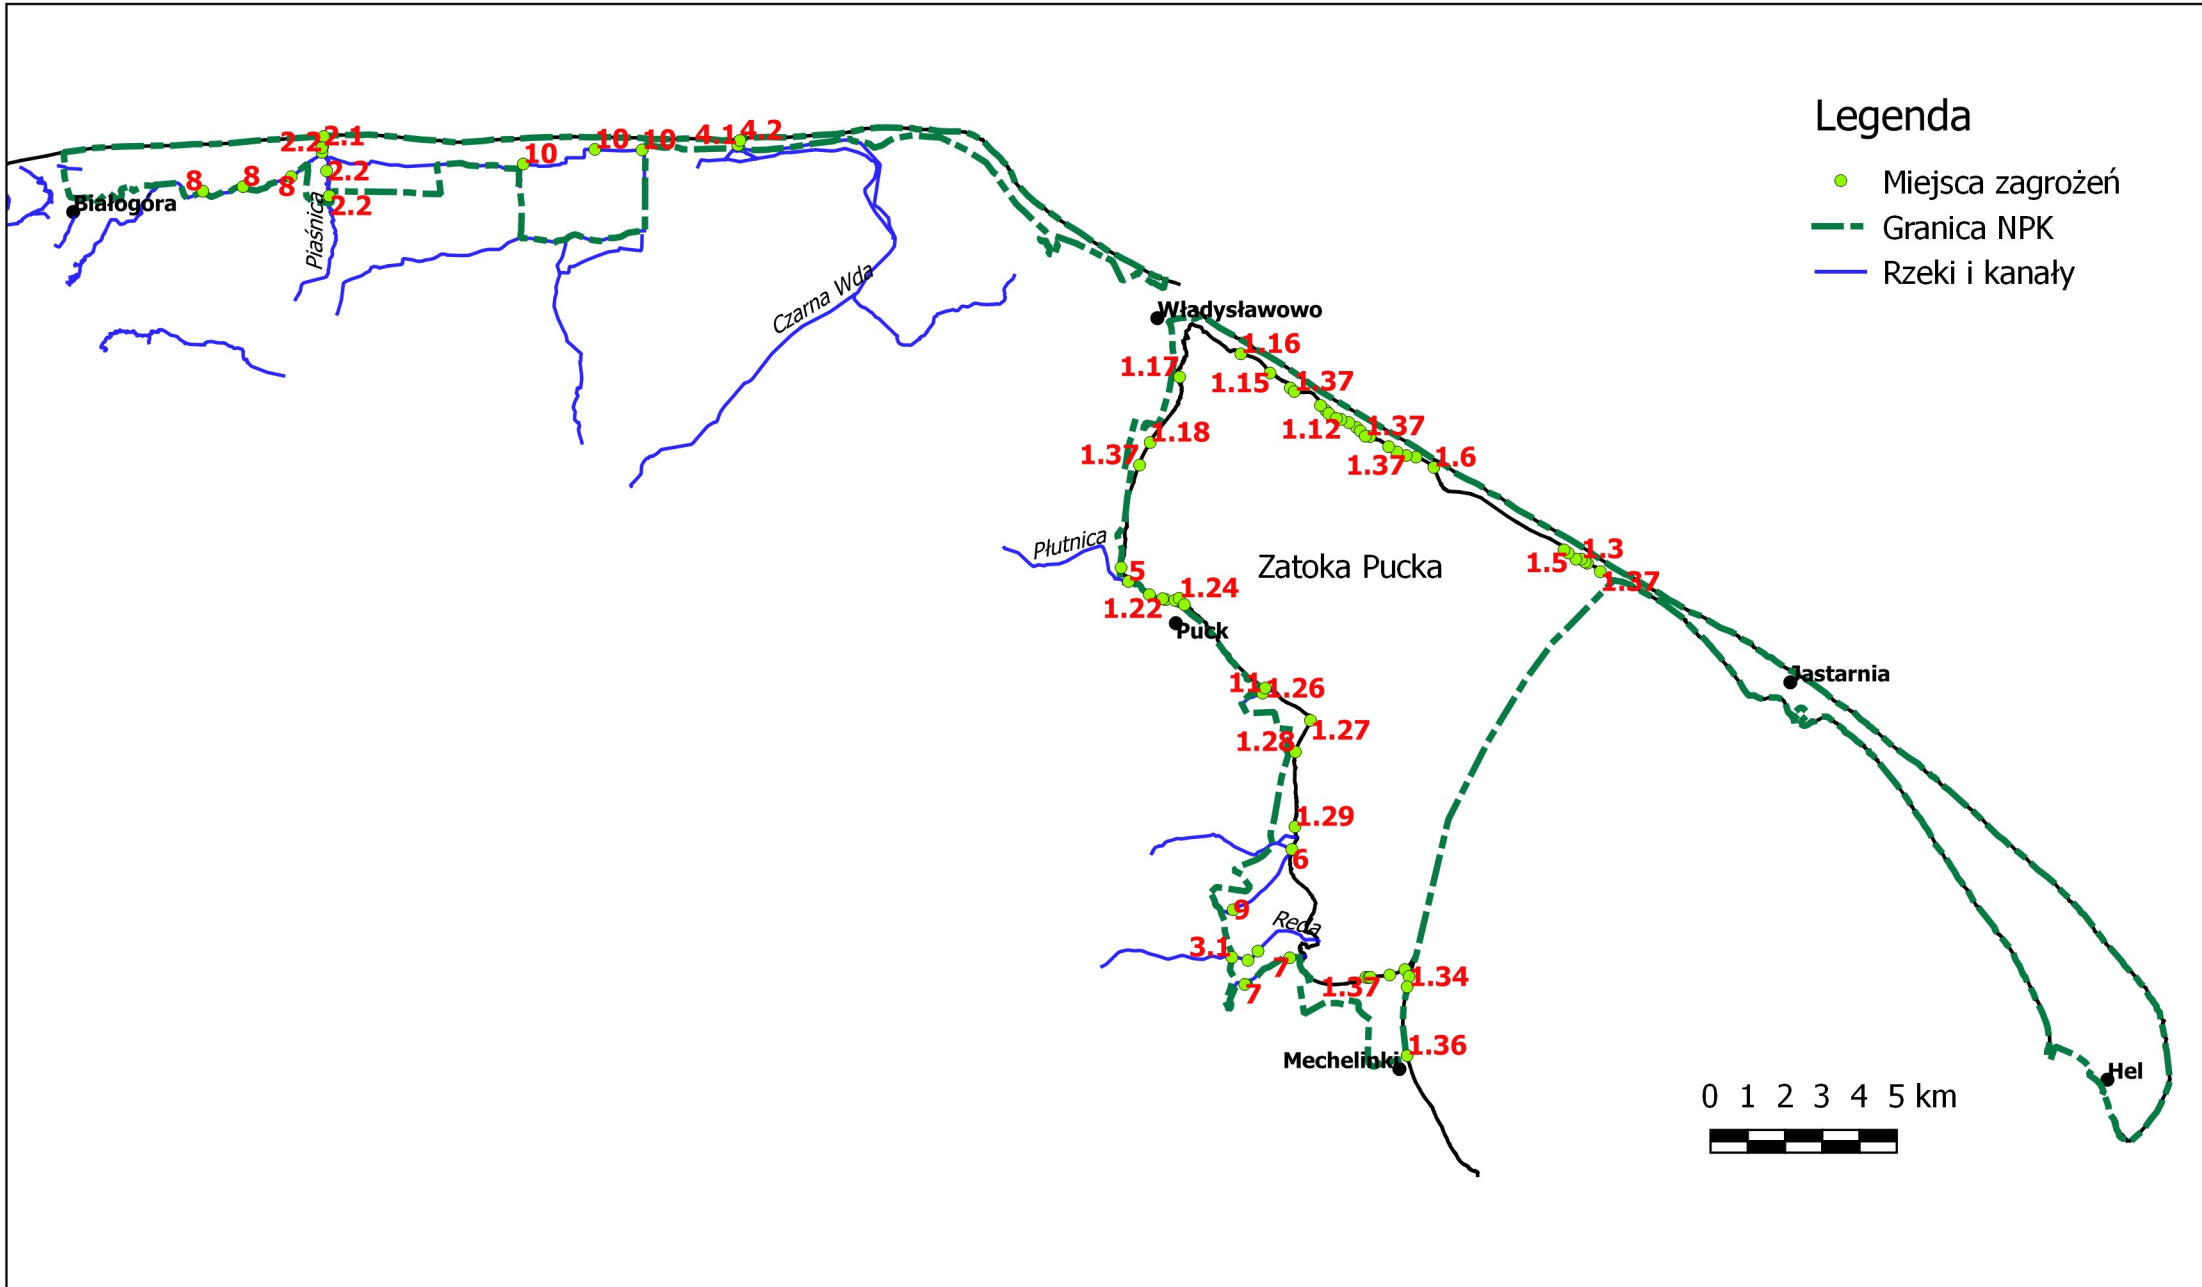 Legenda
Miejsca zagrożeń
Granica NPK
Rzeki i kanały
2.2
2.1
10
10
10
4.1
4.2
8
8
8
2.2
2.2
Białogóra
Piaśnica
Czarna Wda
Władysławowo
1.16
1.17
1.15
1.37
1.12
1.37
1.18
1.37
1.37
1.6
Płutnica
Zatoka Pucka
1.5
1.3
1.37
5
1.22
1.24
Puck
11
1.26
1.27
1.28
Jastarnia
1.29
6
9
Reda
3.1
7
7
1.37
1.34
1.36
Mechelinki
Hel
0 1 2 3 4 5 km